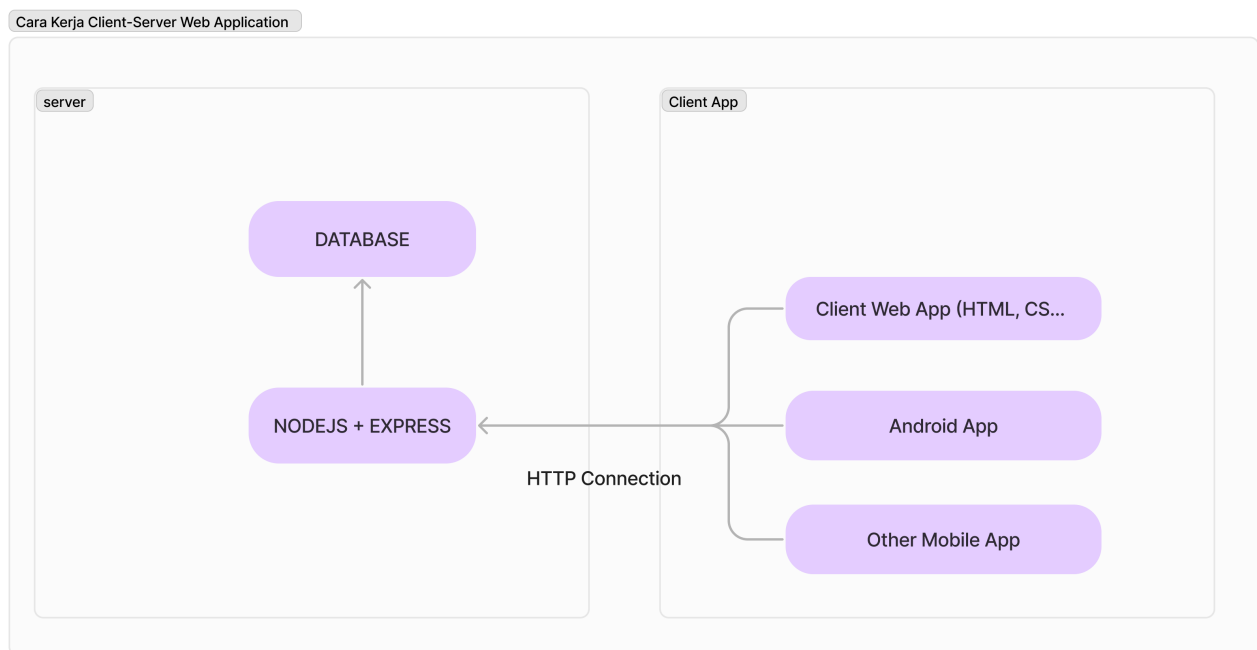 Cara Kerja Client-Server Web Application
server
DATABASE
NODEJS + EXPRESS
HTTP Connection
Client App
Client Web App (HTML, CS...
Android App
Other Mobile App